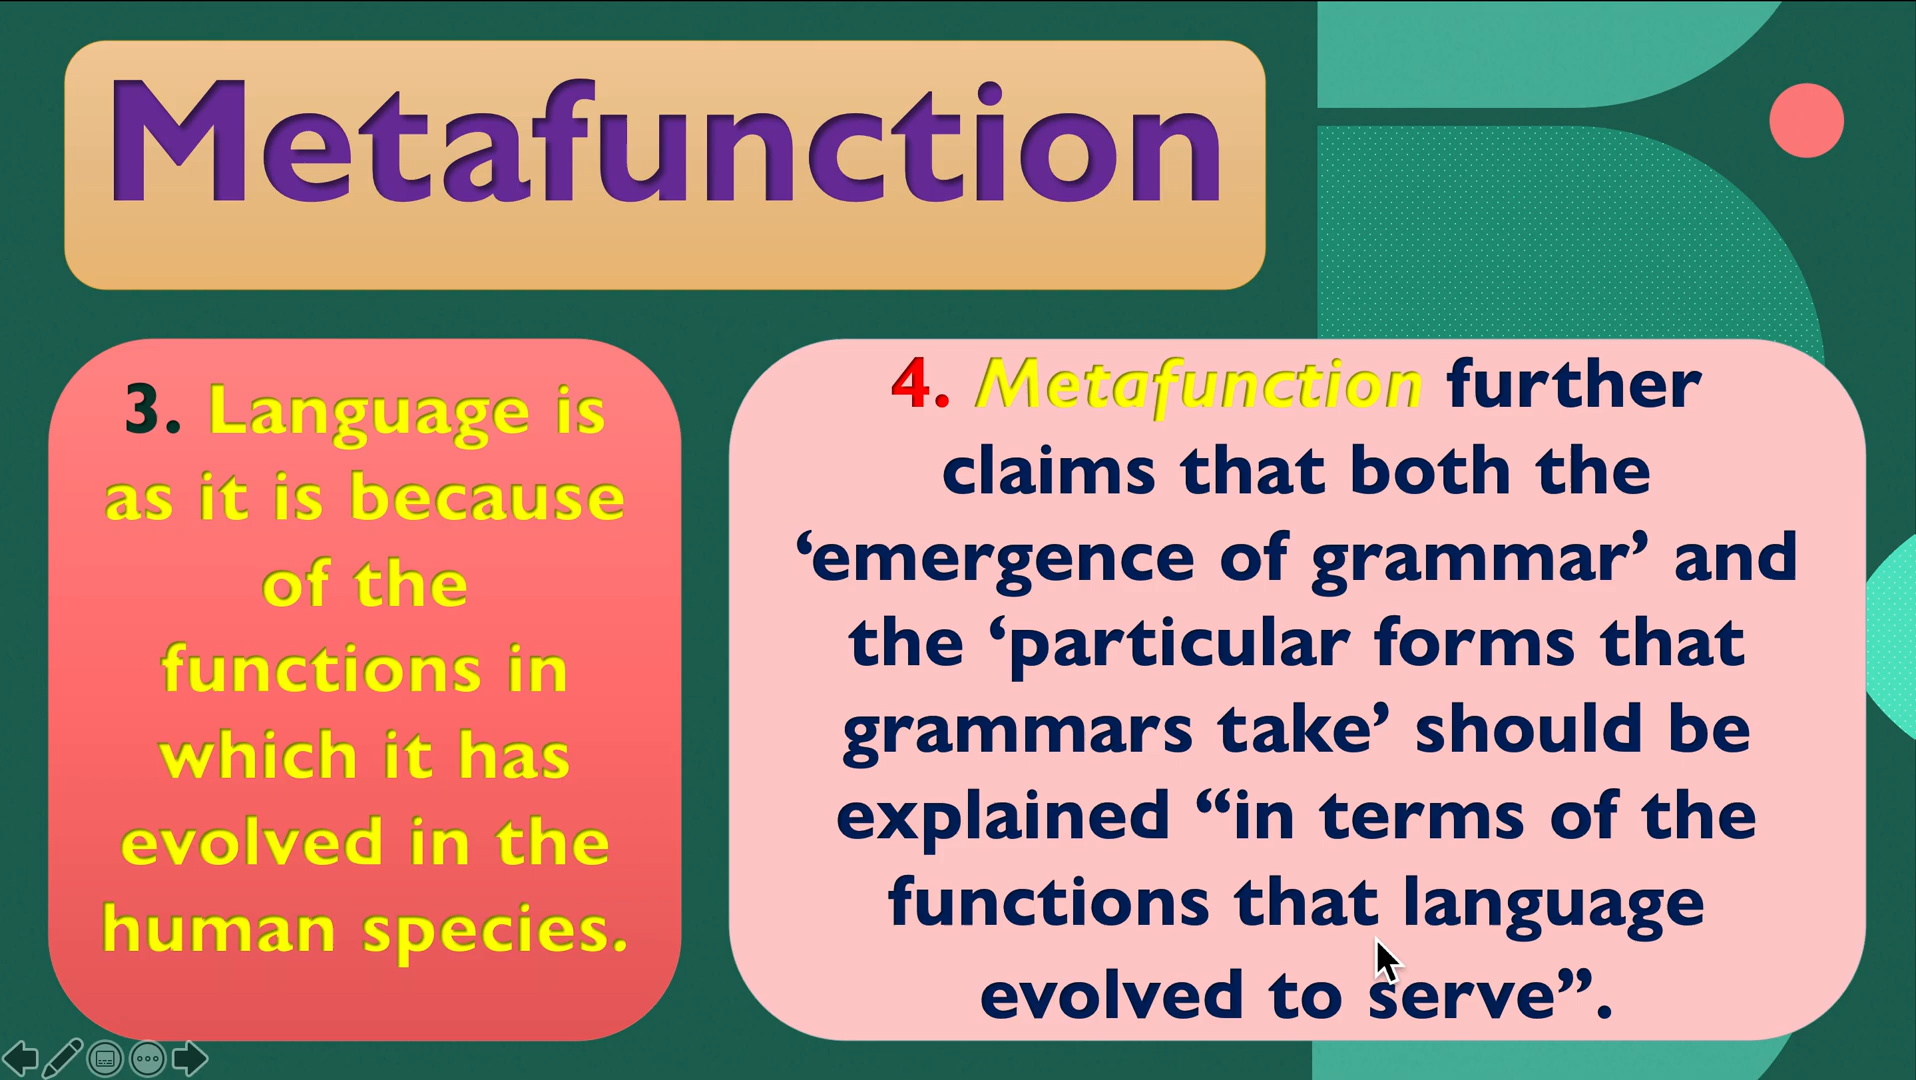 Metafunction
3. Language is
as it is because
of the
functions in
which it has
evolved in the
human species.
4. Metafunction further
claims that both the
‘emergence of grammar’ and
the ‘particular forms that
grammars take’ should be
explained “in terms of the
functions that language
evolved to serve”.